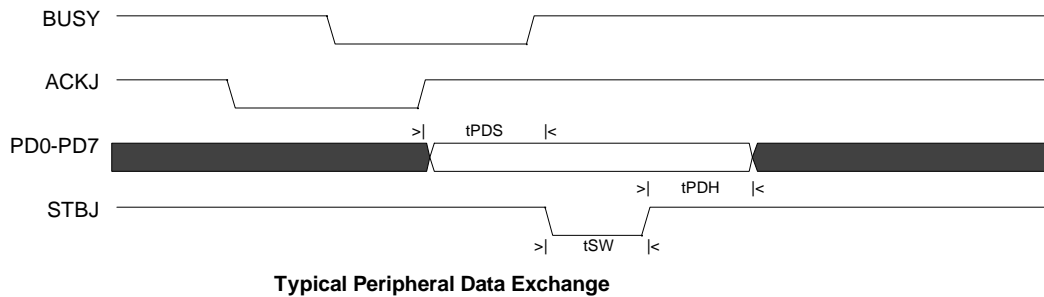 BUSY
ACKJ
>| tPDS |<
PD0-PD7
>| tPDH |<
STBJ
>| tSW |<
Typical Peripheral Data Exchange